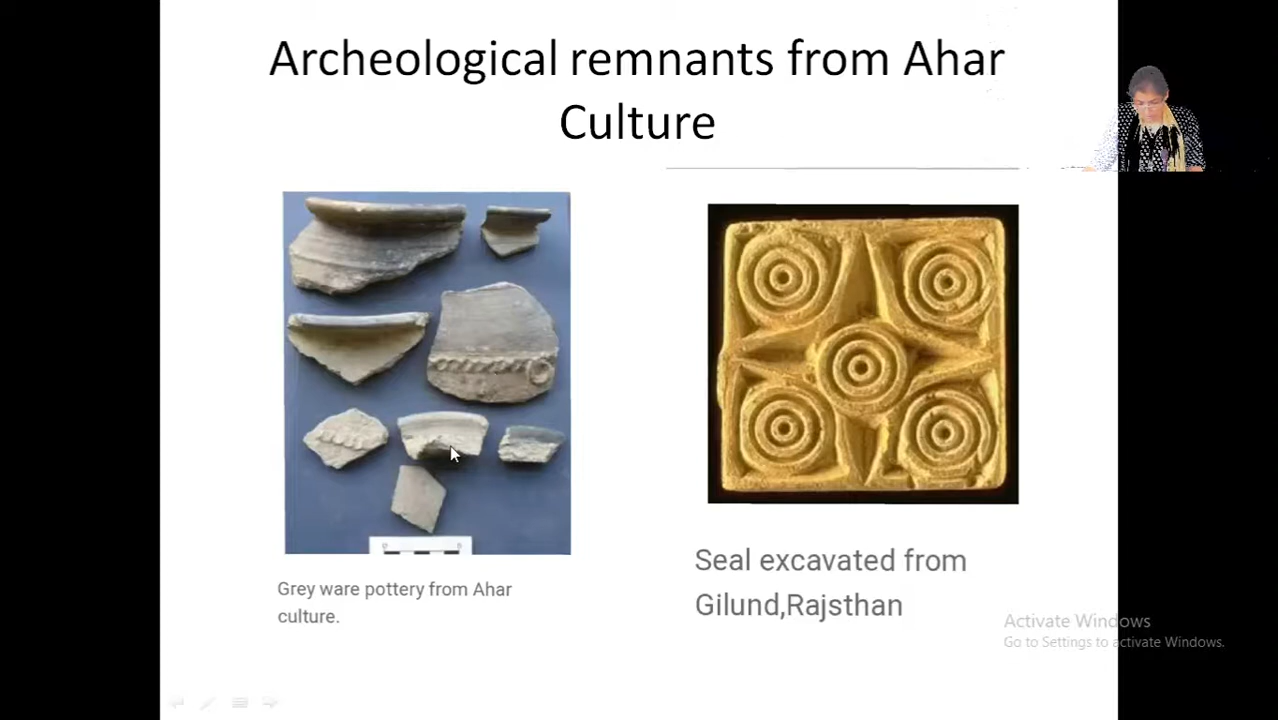 Archeological remnants from Ahar
Culture
Grey ware pottery from Ahar
culture.
Seal excavated from
Gilund,Rajsthan
Activate Windows
Go to Settings to activate Windows.